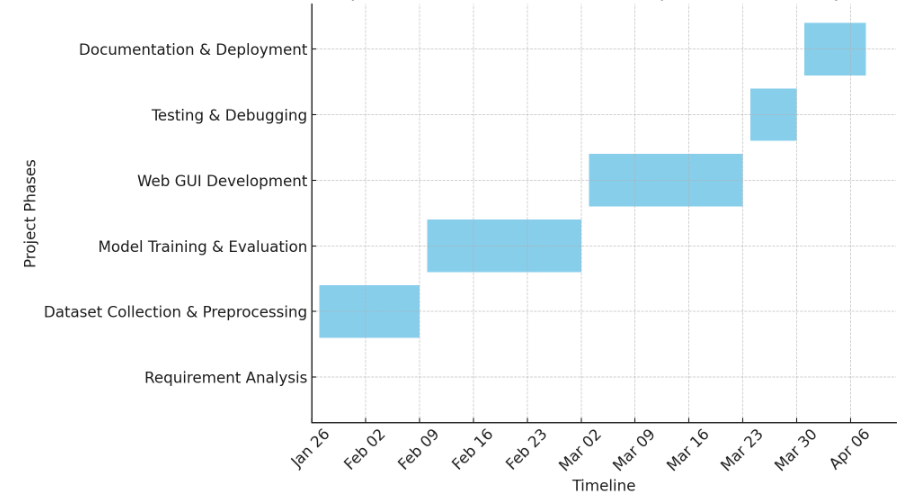 Documentation & Deployment
Testing & Debugging
Web GUI Development
Model Training & Evaluation
Dataset Collection & Preprocessing
Requirement Analysis
Project Phases
Jan 26
Feb 02
Feb 09
Feb 16
Feb 23
Mar 02
Mar 09
Mar 16
Mar 23
Mar 30
Apr 06
Timeline